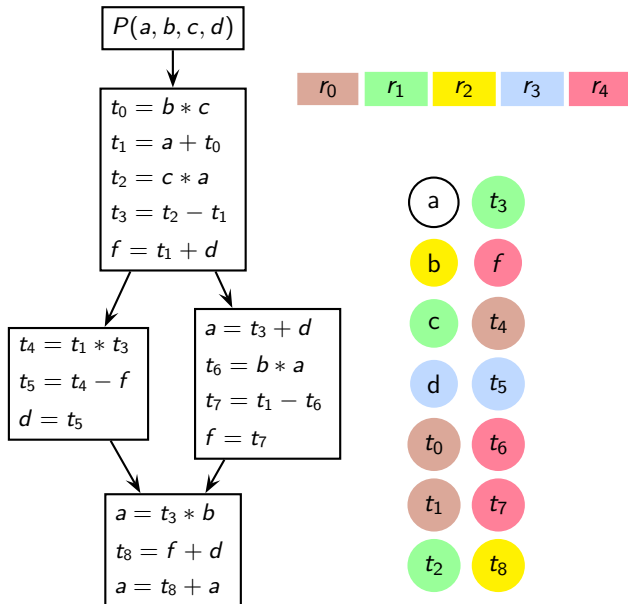 P(a, b, c, d)
t₀ = b ∗ c
t₁ = a + t₀
t₂ = c ∗ a
t₃ = t₂ − t₁
f = t₁ + d
t₄ = t₁ ∗ t₃
t₅ = t₄ − f
d = t₅
a = t₃ + d
t₆ = b ∗ a
t₇ = t₁ − t₆
f = t₇
a = t₃ ∗ b
t₈ = f + d
a = t₈ + a
r₀ r₁ r₂ r₃ r₄
a t₃
b f
c t₄
d t₅
t₀ t₆
t₁ t₇
t₂ t₈